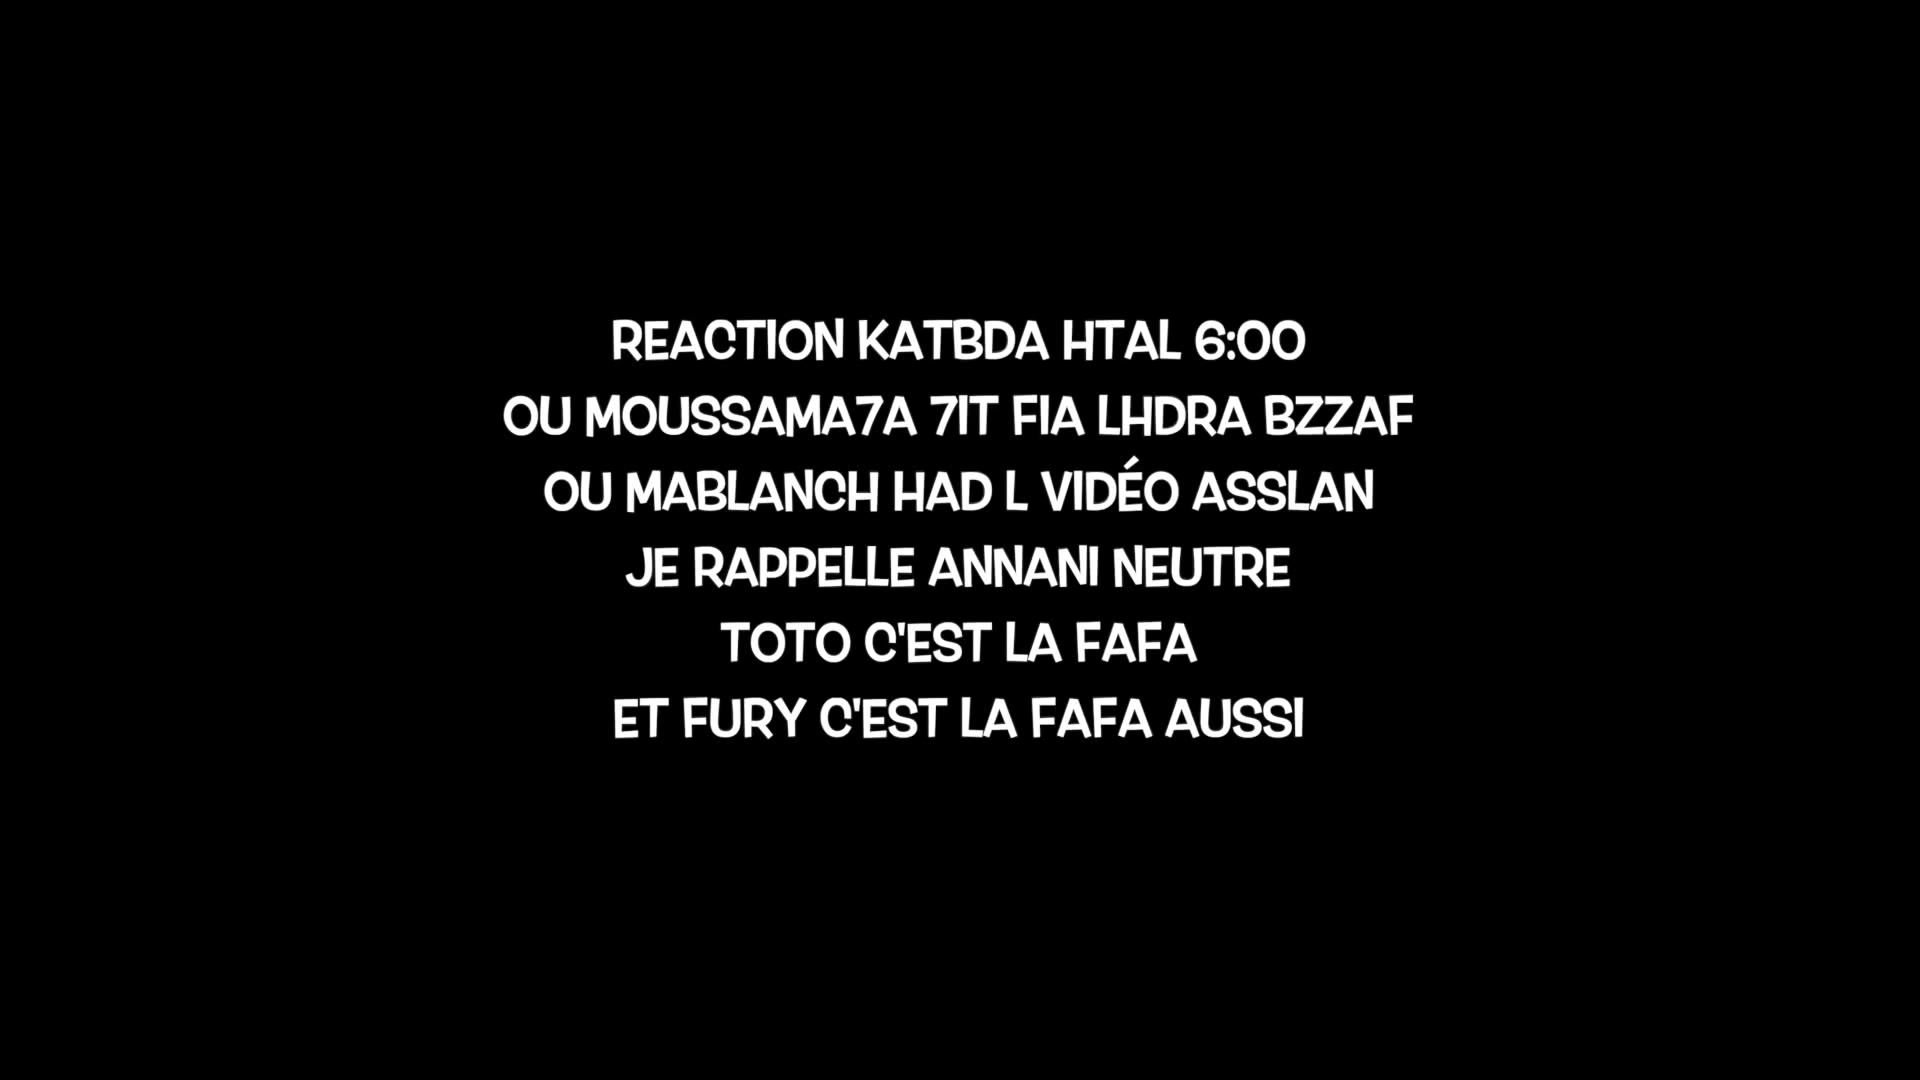 REACTION KATBDA HTAL 6:00
OU MOUSSAMA7A 7IT FIA LHDRA BZZAF
OU MABLANCH HAD L VIDÉO ASSLAN
JE RAPPELLE ANNANI NEUTRE
TOTO C'EST LA FAFA
ET FURY C'EST LA FAFA AUSSI